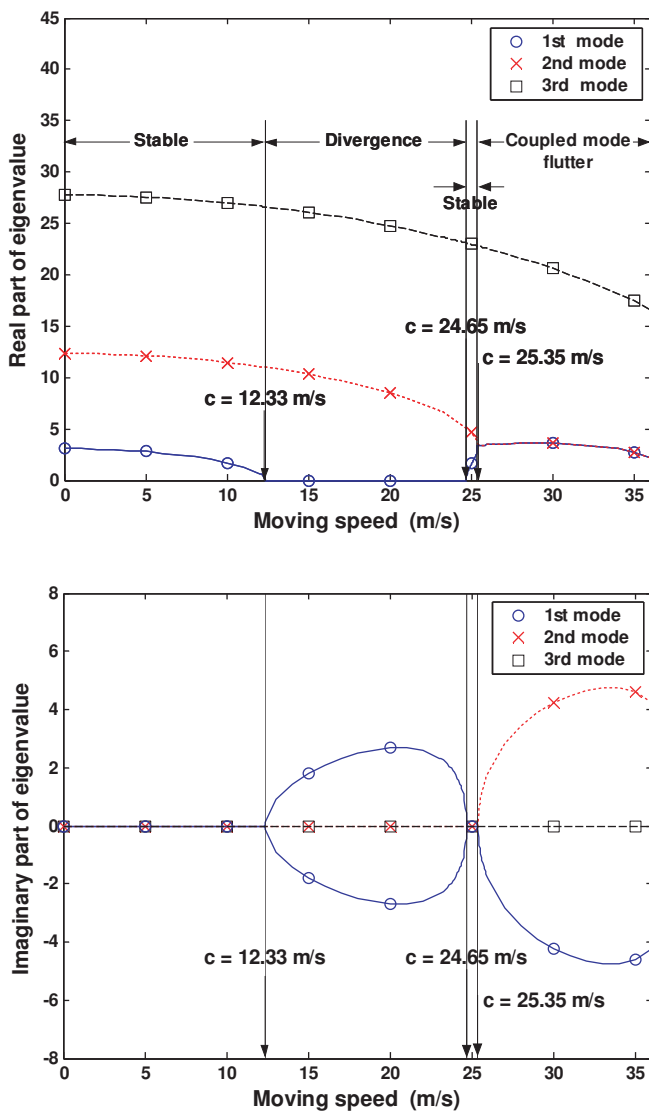 45
40
35
30
25
20
15
10
5
0
Real part of eigenvalue
1st mode
2nd mode
3rd mode
Stable
Divergence
Coupled mode
flutter
Stable
c = 24.65 m/s
c = 25.35 m/s
c = 12.33 m/s
0 5 10 15 20 25 30 35
Moving speed (m/s)
8
6
4
2
0
-2
-4
-6
-8
Imaginary part of eigenvalue
1st mode
2nd mode
3rd mode
c = 12.33 m/s
c = 24.65 m/s
c = 25.35 m/s
0 5 10 15 20 25 30 35
Moving speed (m/s)